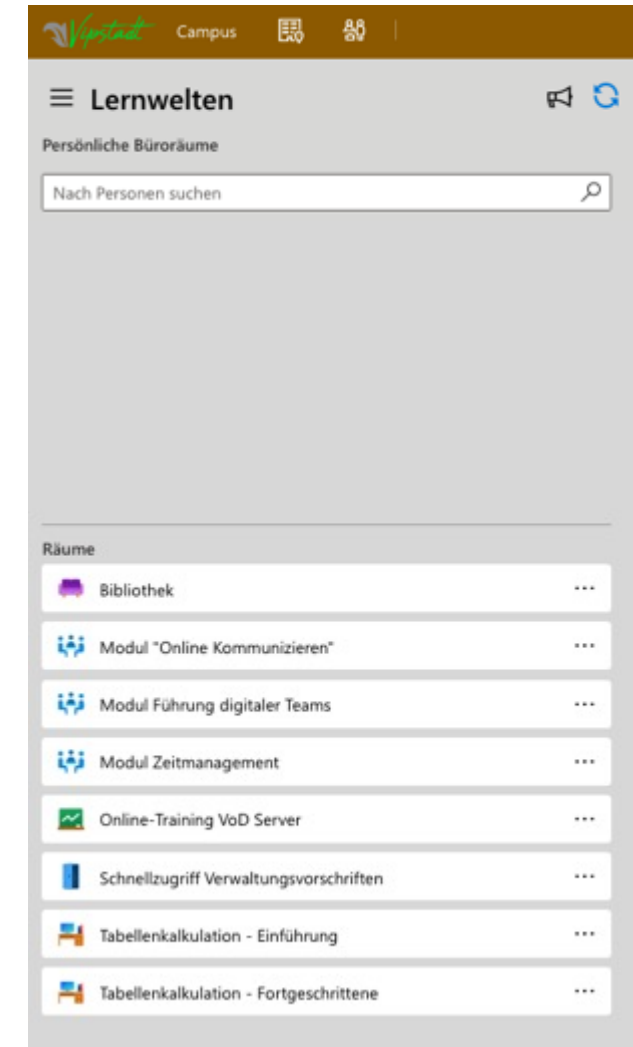 Vipstadt Campus
Lernwelten
Persönliche Büroräume
Nach Personen suchen
Räume
Bibliothek
Modul "Online Kommunizieren"
Modul Führung digitaler Teams
Modul Zeitmanagement
Online-Training VoD Server
Schnellzugriff Verwaltungsvorschriften
Tabellenkalkulation - Einführung
Tabellenkalkulation - Fortgeschrittene